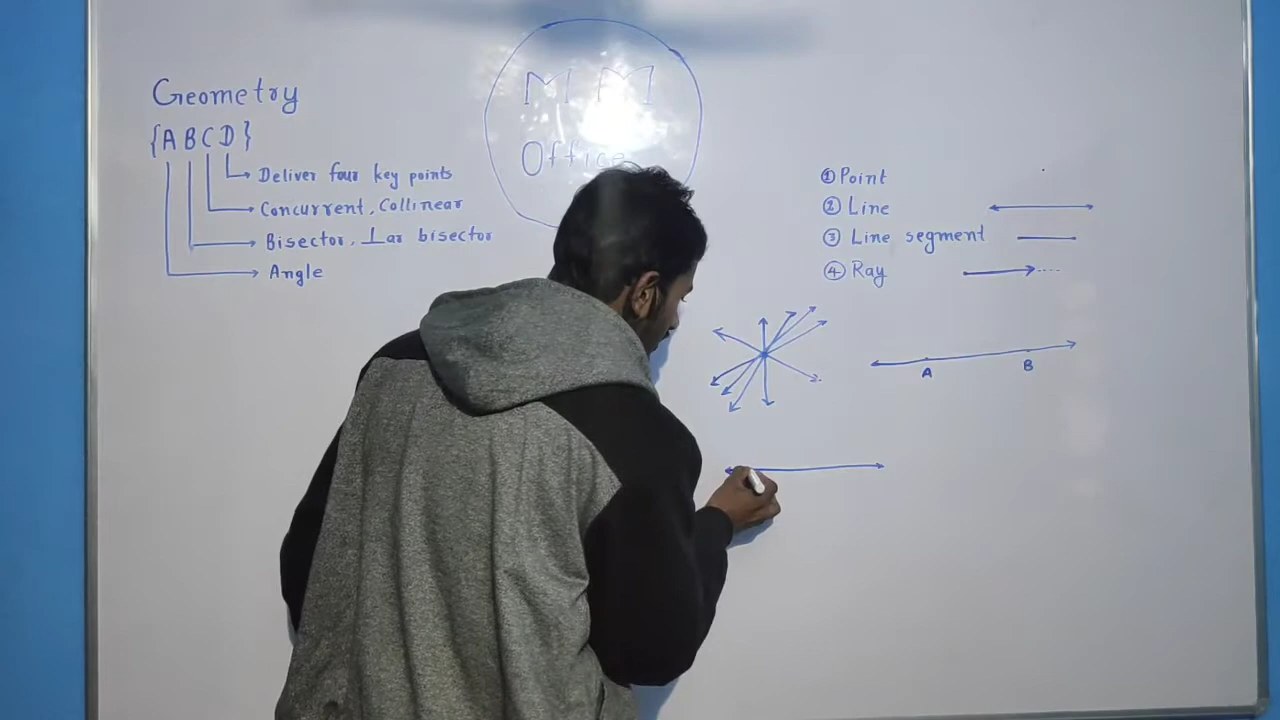 Geometry
{A B C D}
Deliver four key points
Concurrent, Collinear
Bisector, ⊥ar bisector
Angle
M M
Office
① Point
② Line
③ Line segment
④ Ray
A
B